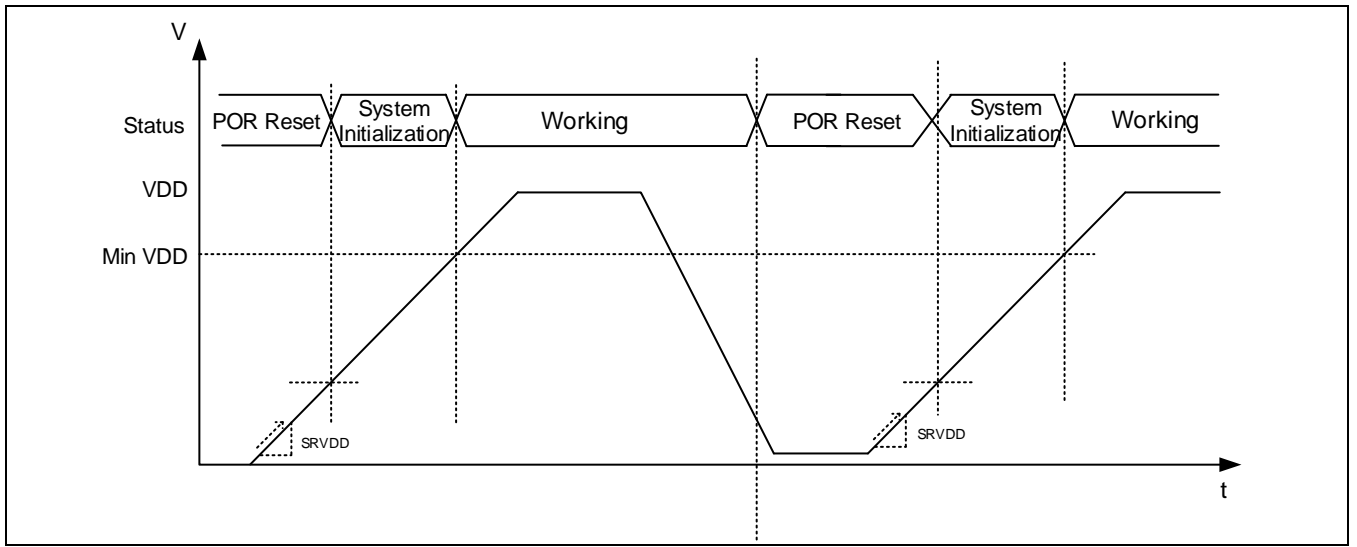 V
Status
POR Reset
System
Initialization
Working
POR Reset
System
Initialization
Working
VDD
Min VDD
SRVDD
SRVDD
t